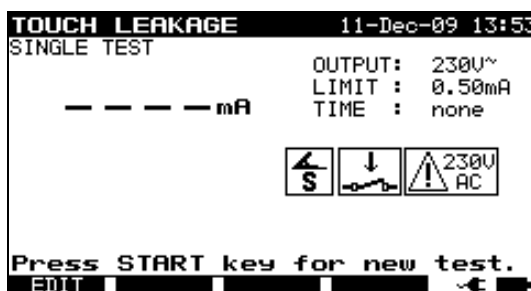 TOUCH LEAKAGE 11-Dec-09 13:53
SINGLE TEST
OUTPUT: 230V~
LIMIT : 0.50mA
TIME : none
— — — — mA
S
230V
AC
Press START key for new test.
EDIT